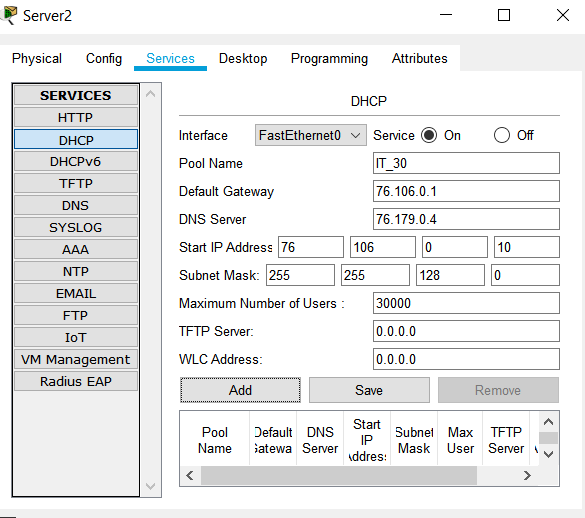 Server2
Physical Config Services Desktop Programming Attributes
SERVICES
HTTP
DHCP
DHCPv6
TFTP
DNS
SYSLOG
AAA
NTP
EMAIL
FTP
IoT
VM Management
Radius EAP
DHCP
Interface FastEthernet0 Service On Off
Pool Name IT_30
Default Gateway 76.106.0.1
DNS Server 76.179.0.4
Start IP Address 76 106 0 10
Subnet Mask: 255 255 128 0
Maximum Number of Users : 30000
TFTP Server: 0.0.0.0
WLC Address: 0.0.0.0
Add Save Remove
Pool Name Default Gatewa DNS Server Start IP Addres Subnet Mask Max User TFTP Server